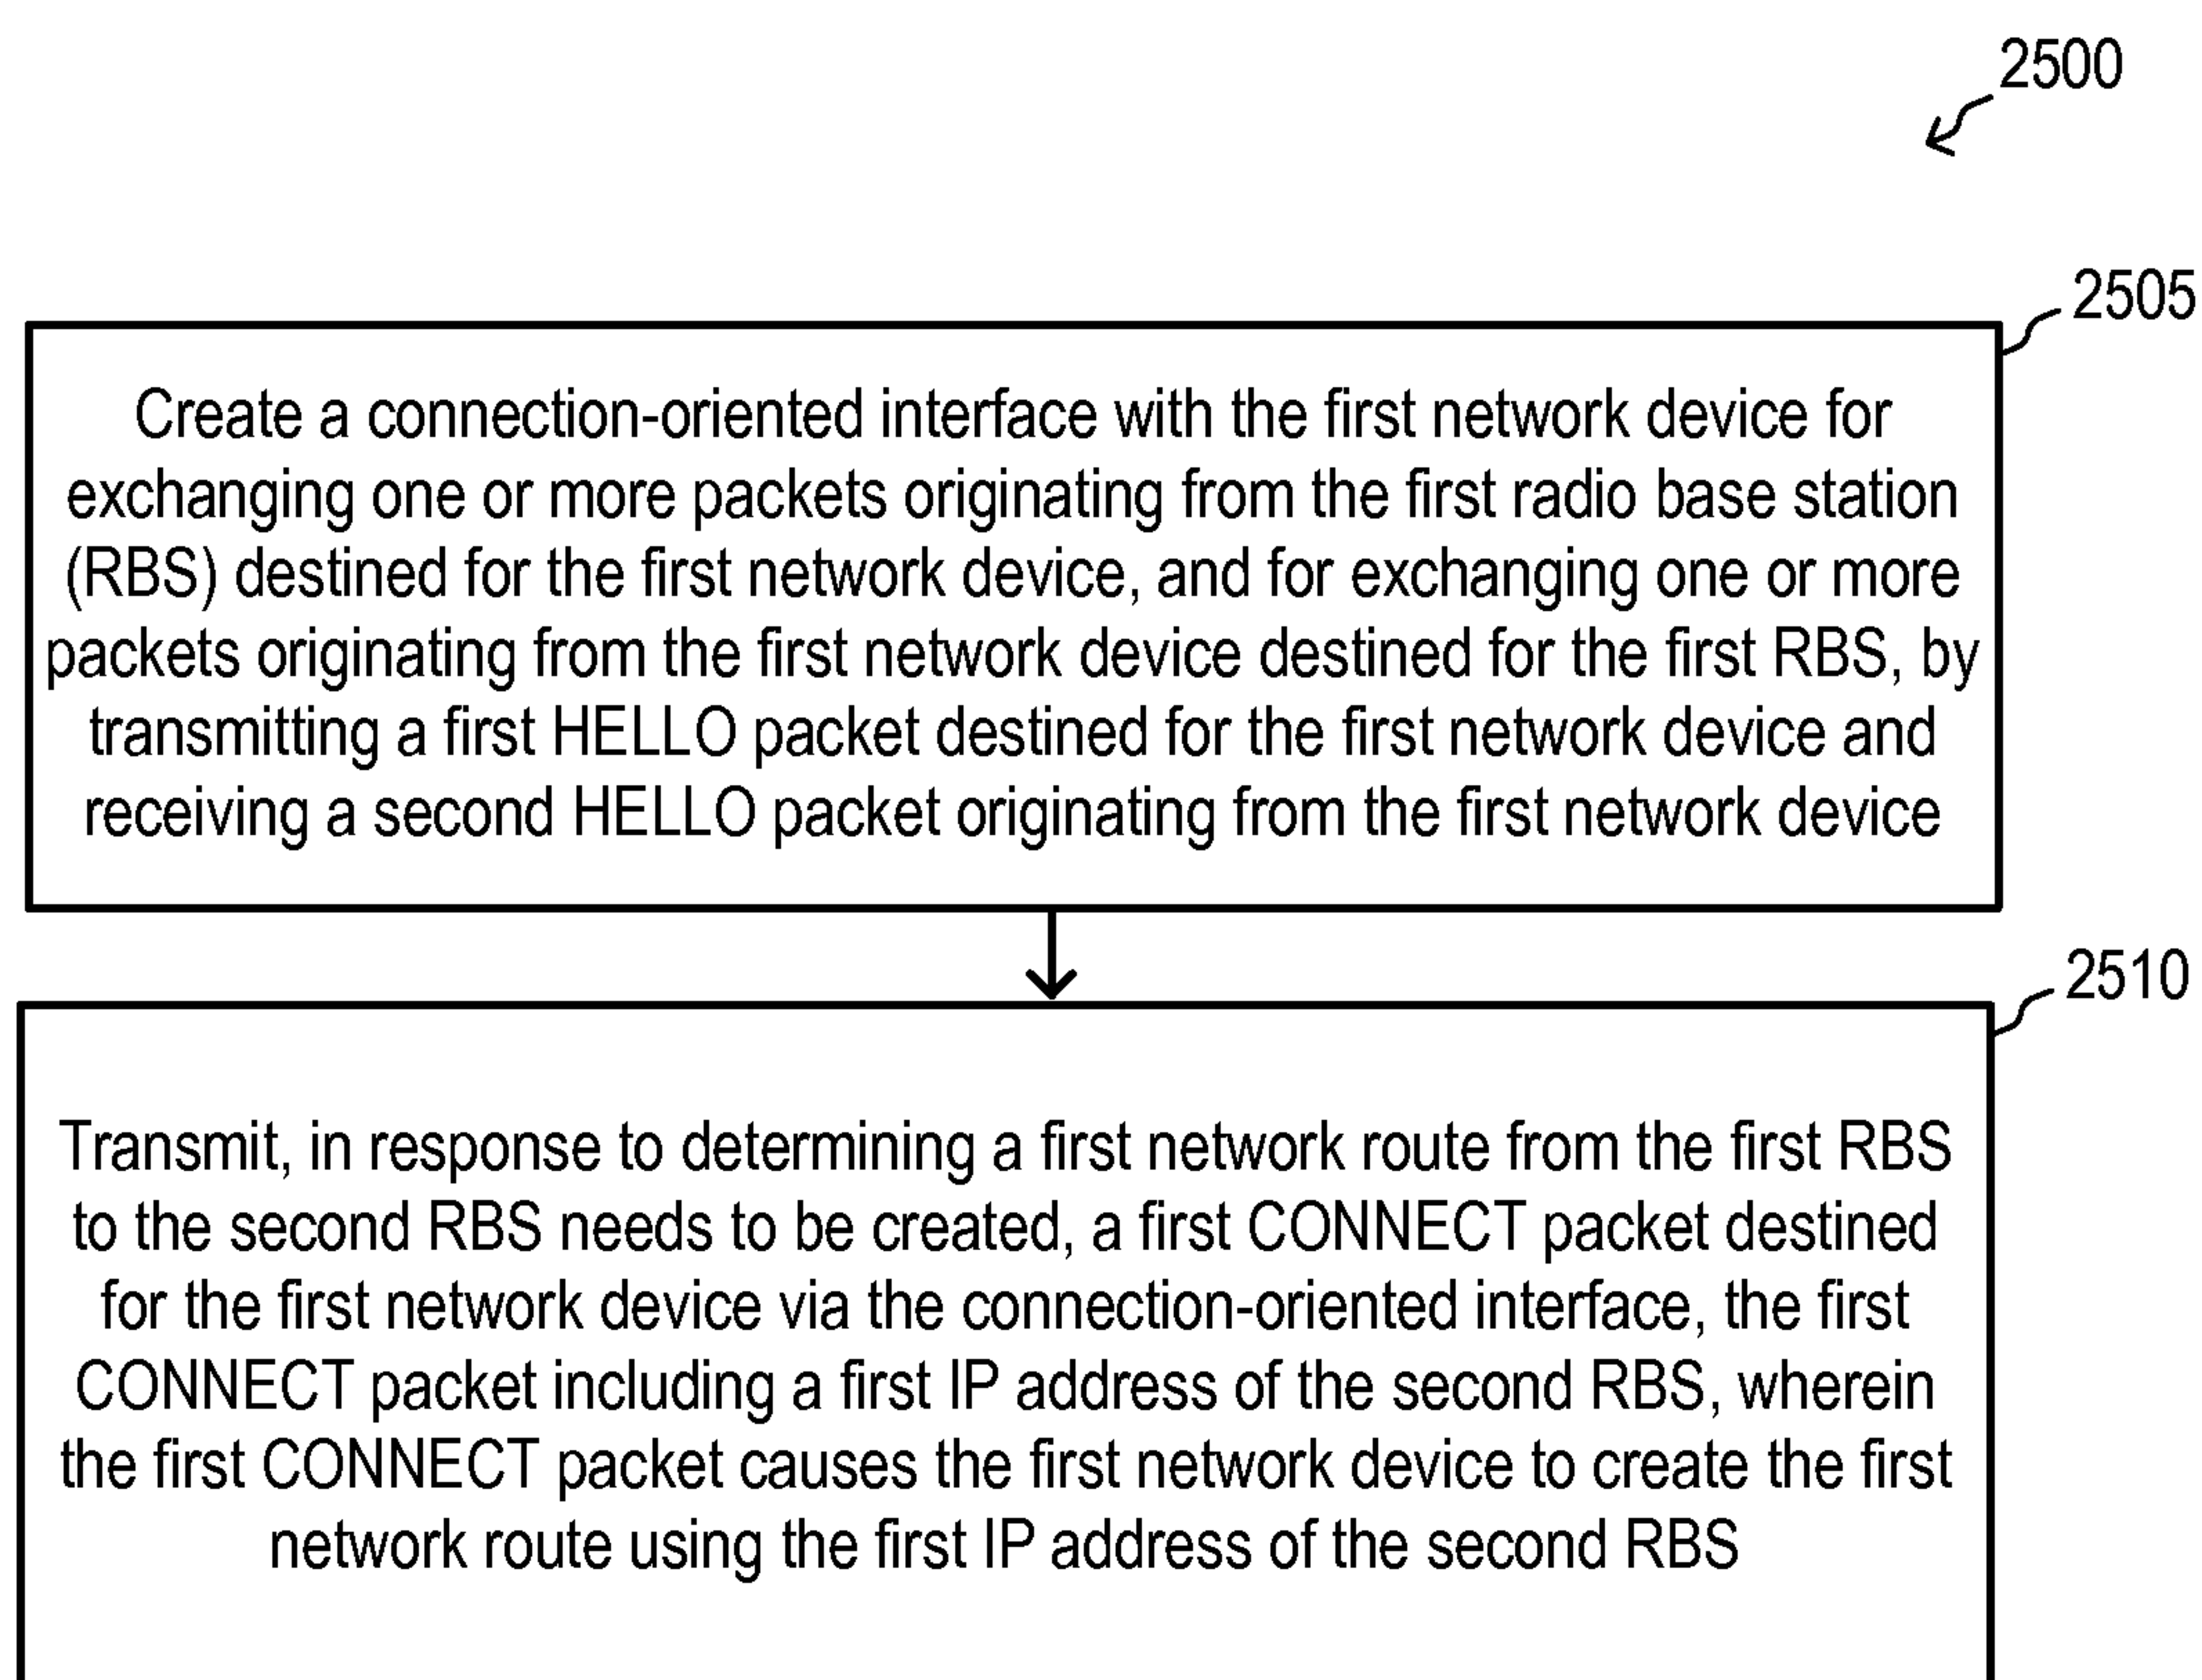 2500
2505
Create a connection-oriented interface with the first network device for
exchanging one or more packets originating from the first radio base station
(RBS) destined for the first network device, and for exchanging one or more
packets originating from the first network device destined for the first RBS, by
transmitting a first HELLO packet destined for the first network device and
receiving a second HELLO packet originating from the first network device
2510
Transmit, in response to determining a first network route from the first RBS
to the second RBS needs to be created, a first CONNECT packet destined
for the first network device via the connection-oriented interface, the first
CONNECT packet including a first IP address of the second RBS, wherein
the first CONNECT packet causes the first network device to create the first
network route using the first IP address of the second RBS